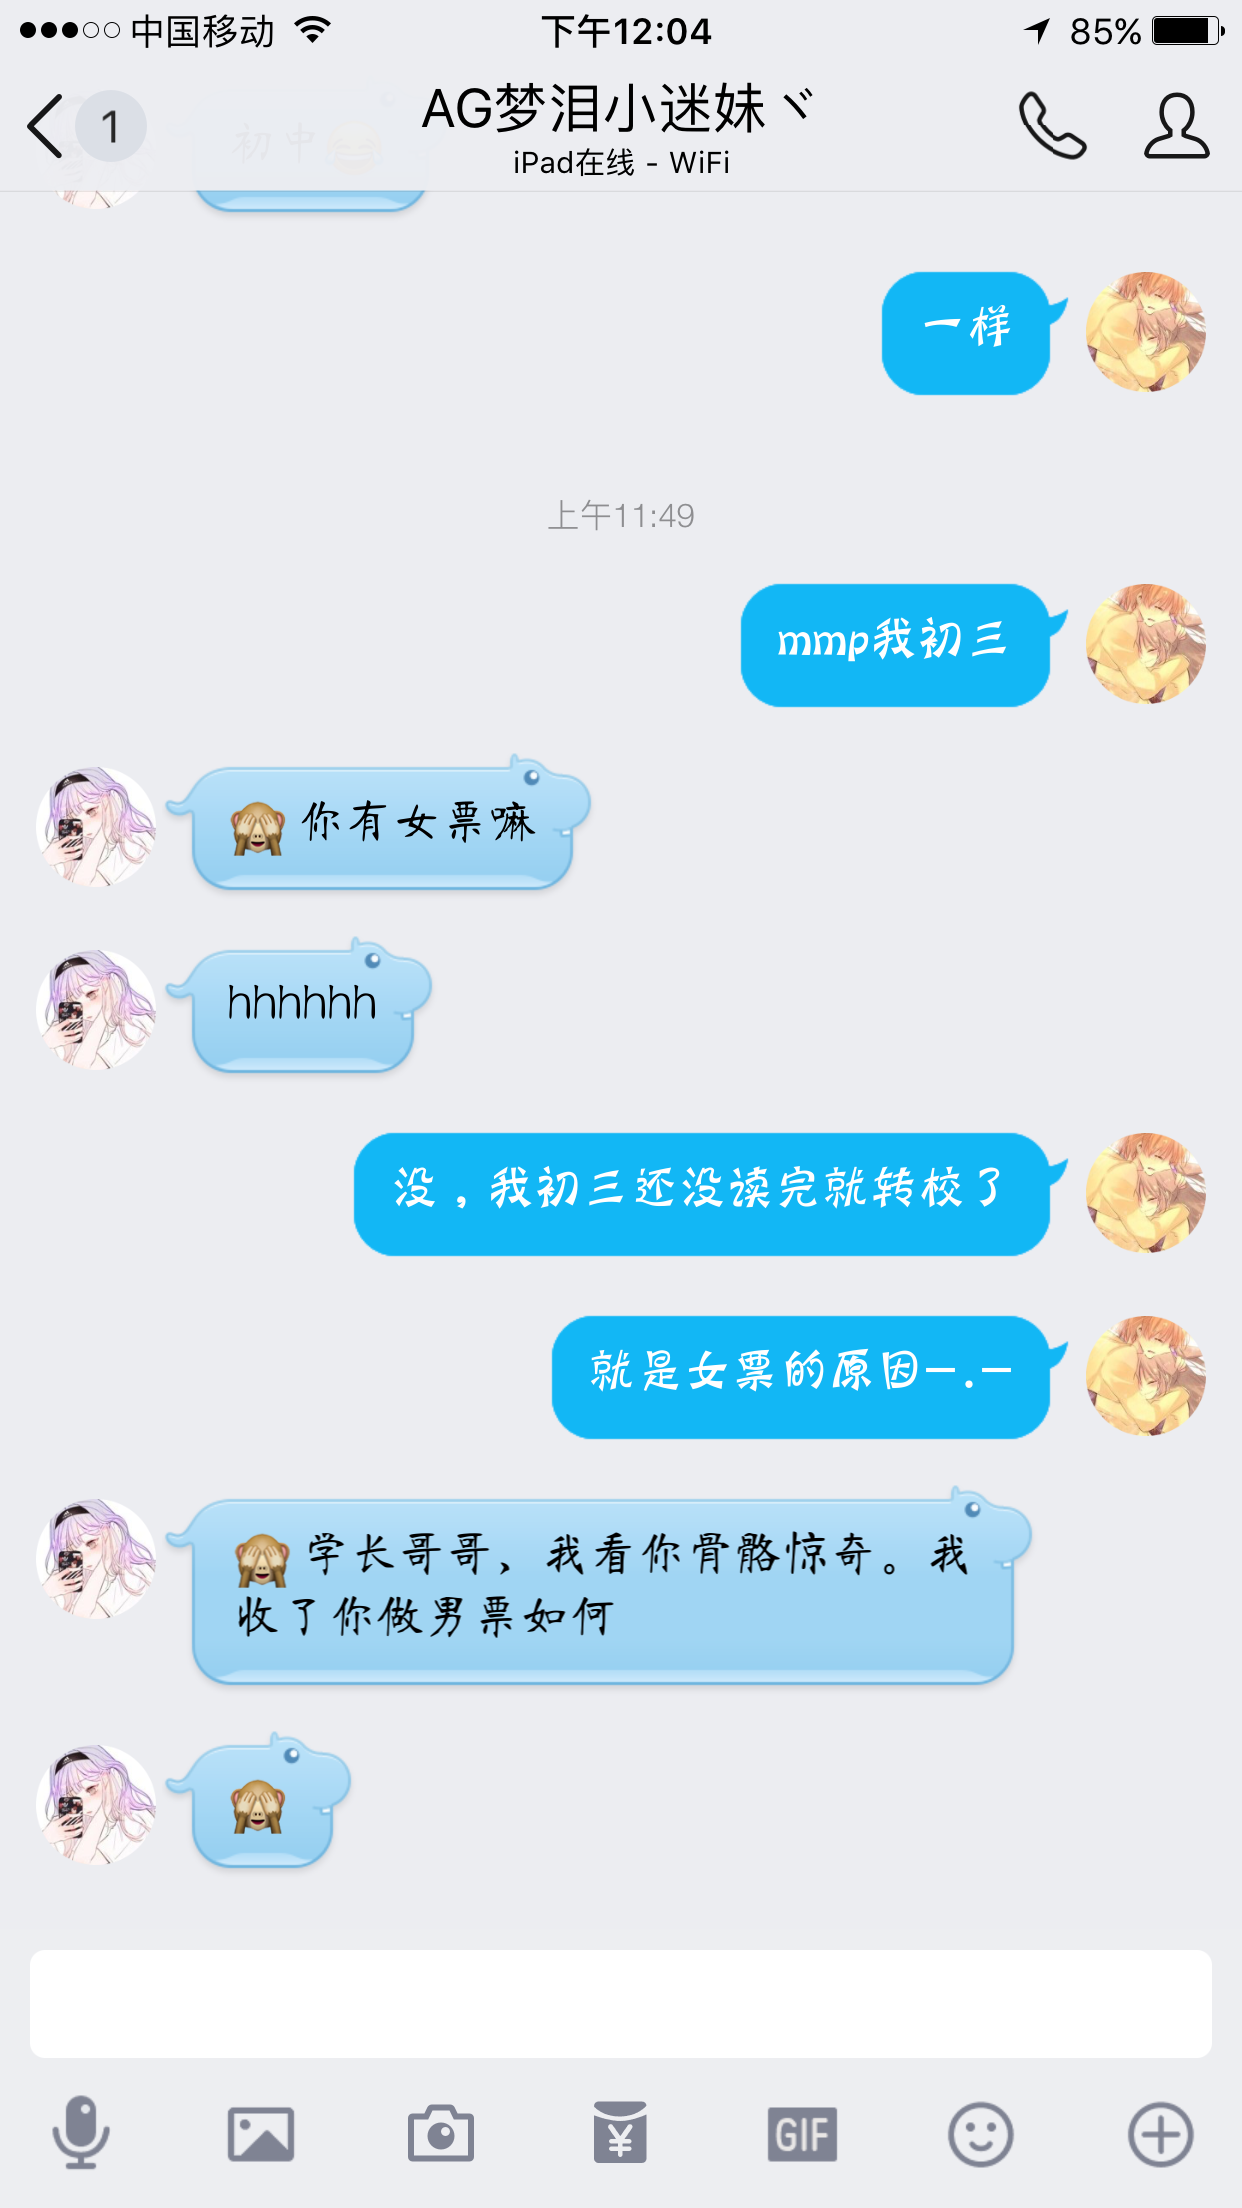 中国移动 下午12:04 85%
1 AG梦泪小迷妹ヾ
iPad在线 - WiFi
初中😂
一样
上午11:49
mmp我初三
🙈 你有女票嘛
hhhhhh
没，我初三还没读完就转校了
就是女票的原因—.—
🙈 学长哥哥、我看你骨骼惊奇。我
收了你做男票如何
🙈
¥ GIF